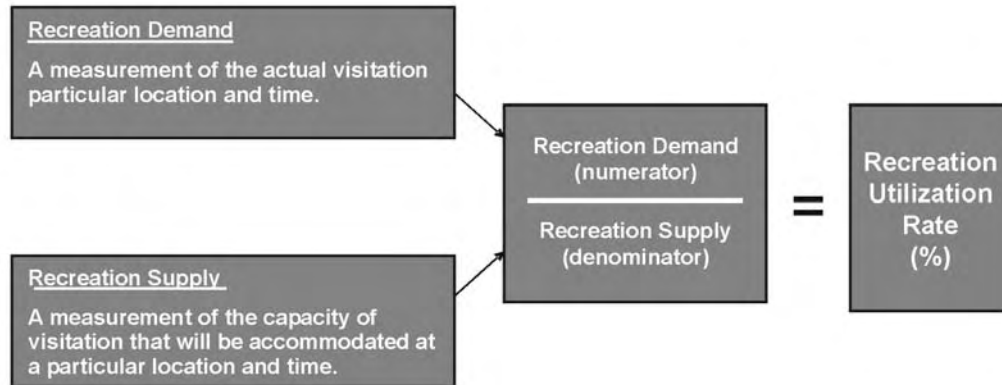 Recreation Demand
A measurement of the actual visitation
particular location and time.
Recreation Demand
(numerator)
Recreation Supply
(denominator)
=
Recreation
Utilization
Rate
(%)
Recreation Supply
A measurement of the capacity of
visitation that will be accommodated at
a particular location and time.